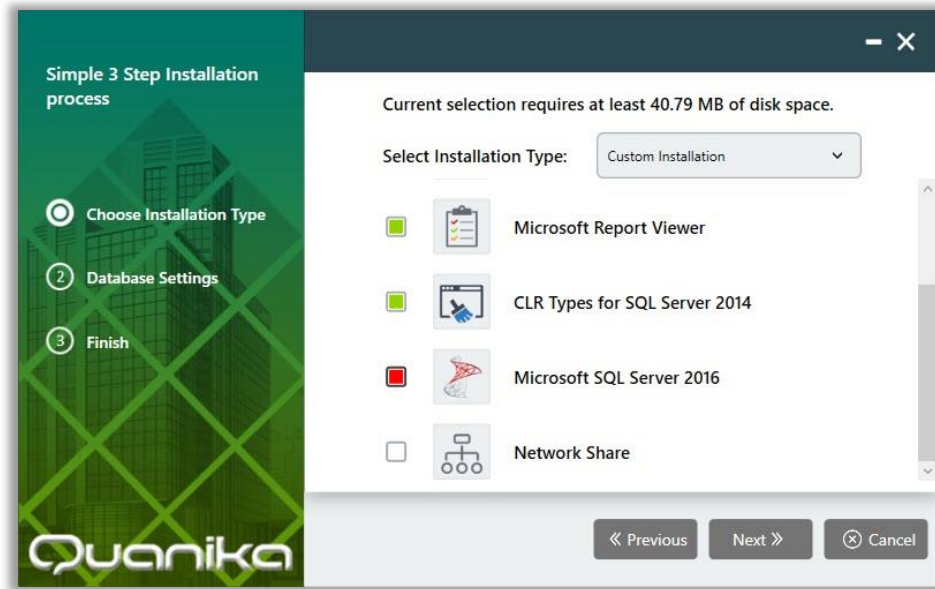 Simple 3 Step Installation
process
Choose Installation Type
2 Database Settings
3 Finish
Quanika
Current selection requires at least 40.79 MB of disk space.
Select Installation Type: Custom Installation
Microsoft Report Viewer
CLR Types for SQL Server 2014
Microsoft SQL Server 2016
Network Share
Previous Next Cancel